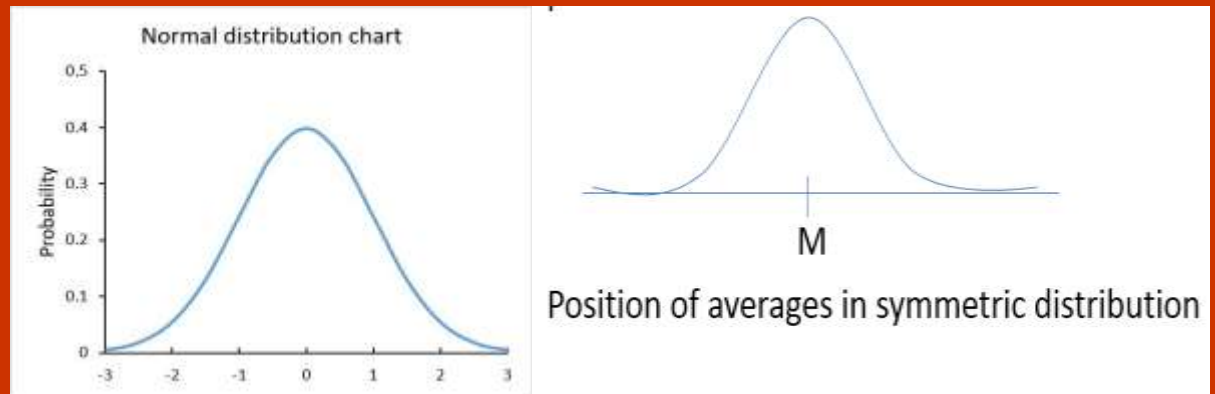 Normal distribution chart
0.5
0.4
0.3
0.2
0.1
0
Probability
-3 -2 -1 0 1 2 3
M
Position of averages in symmetric distribution